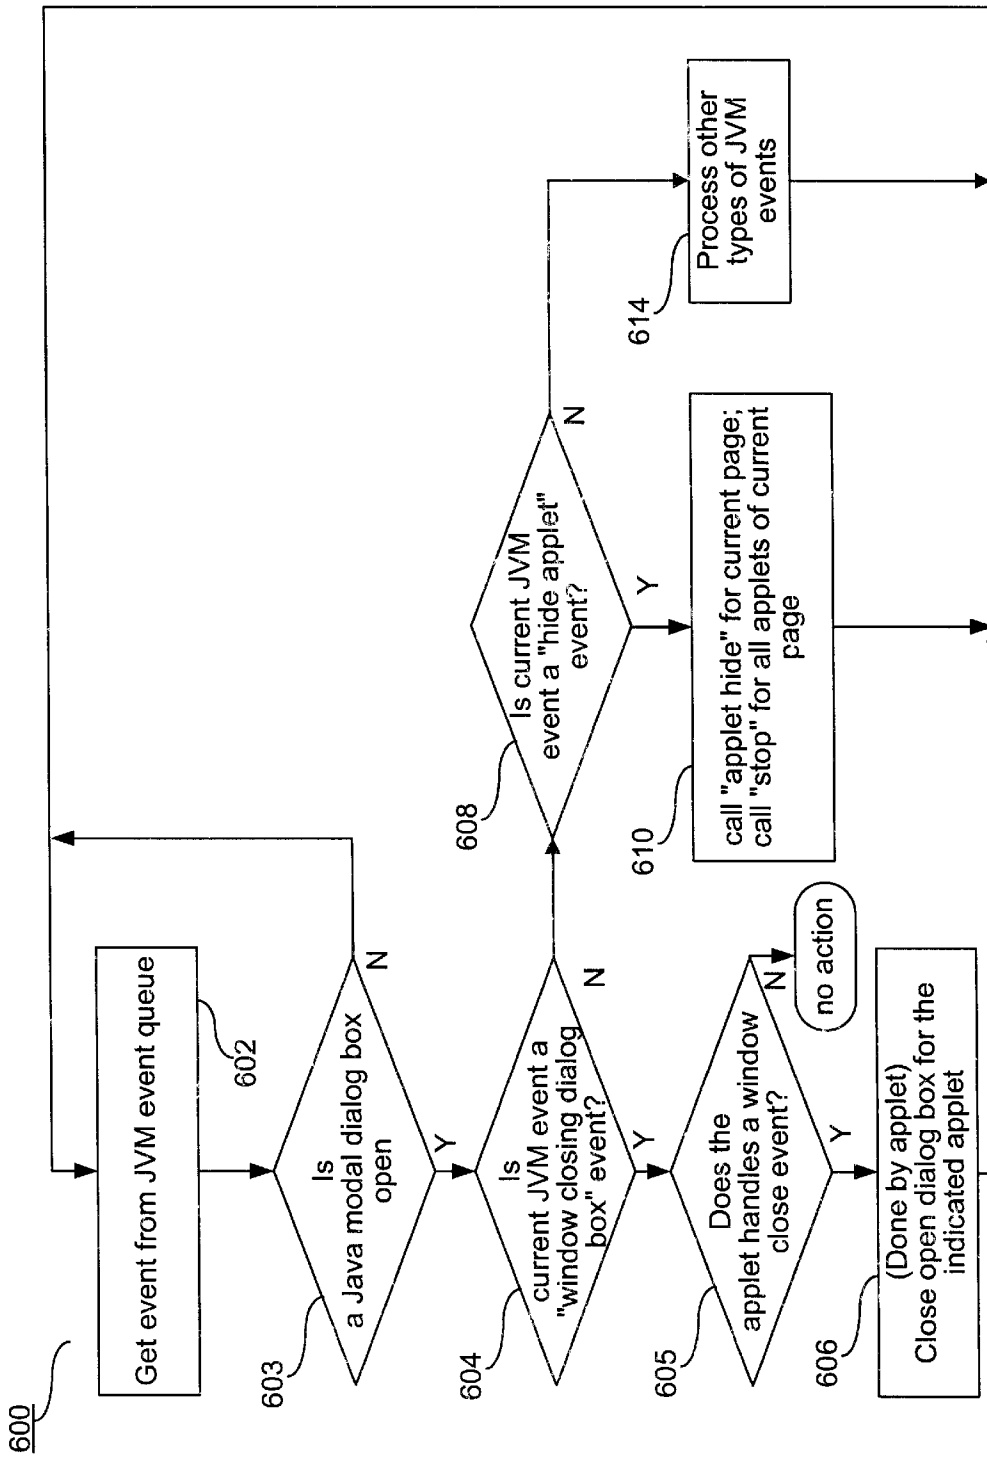 600
Get event from JVM event queue
602
603
Is
a Java modal dialog box
open
N
Y
604
Is
current JVM event a
"window closing dialog
box" event?
N
Y
608
Is current JVM
event a "hide applet"
event?
N
Y
614
Process other
types of JVM
events
610
call "applet hide" for current page;
call "stop" for all applets of current
page
605
Does the
applet handles a window
close event?
N
Y
no action
606
(Done by applet)
Close open dialog box for the
indicated applet